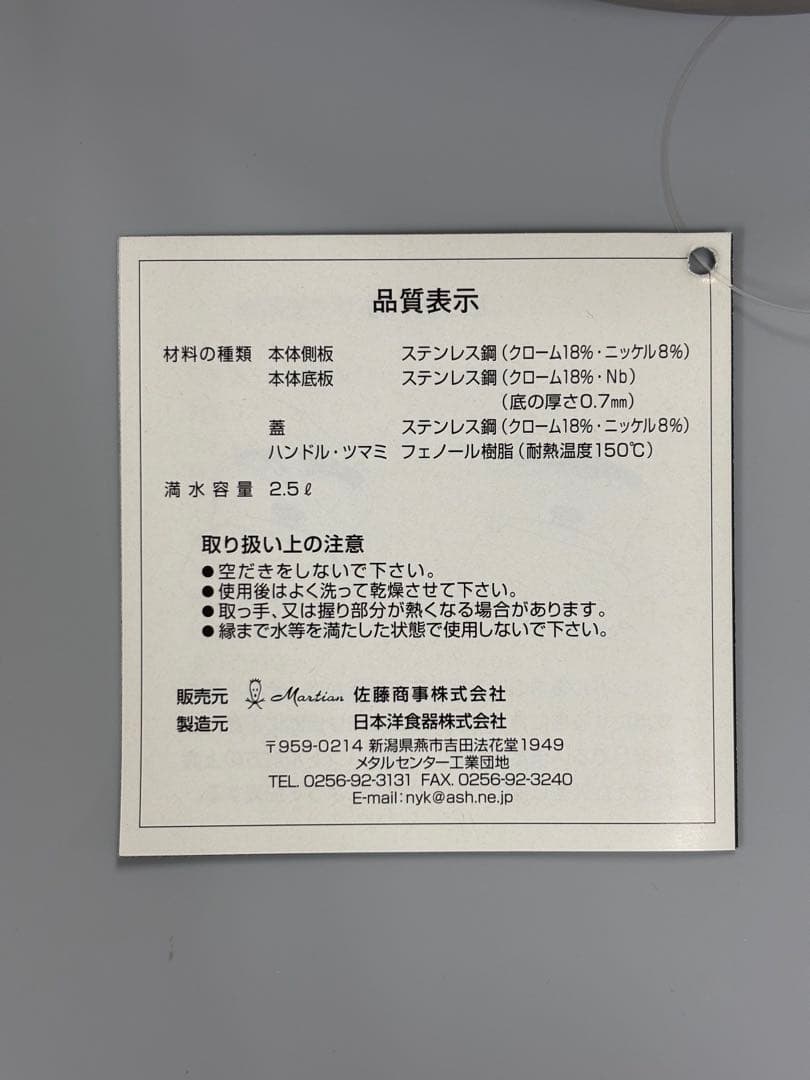 品質表示
材料の種類 本体側板 ステンレス鋼(クローム18%・ニッケル8%)
本体底板 ステンレス鋼(クローム18%・Nb)
(底の厚さ0.7㎜)
蓋 ステンレス鋼(クローム18%・ニッケル8%)
ハンドル・ツマミ フェノール樹脂(耐熱温度150℃)
満水容量 2.5ℓ
取り扱い上の注意
●空だきをしないで下さい。
●使用後はよく洗って乾燥させて下さい。
●取っ手、又は握り部分が熱くなる場合があります。
●縁まで水等を満たした状態で使用しないで下さい。
販売元 Martian 佐藤商事株式会社
製造元 日本洋食器株式会社
〒959-0214 新潟県燕市吉田法花堂1949
メタルセンター工業団地
TEL. 0256-92-3131 FAX. 0256-92-3240
E-mail:nyk@ash.ne.jp